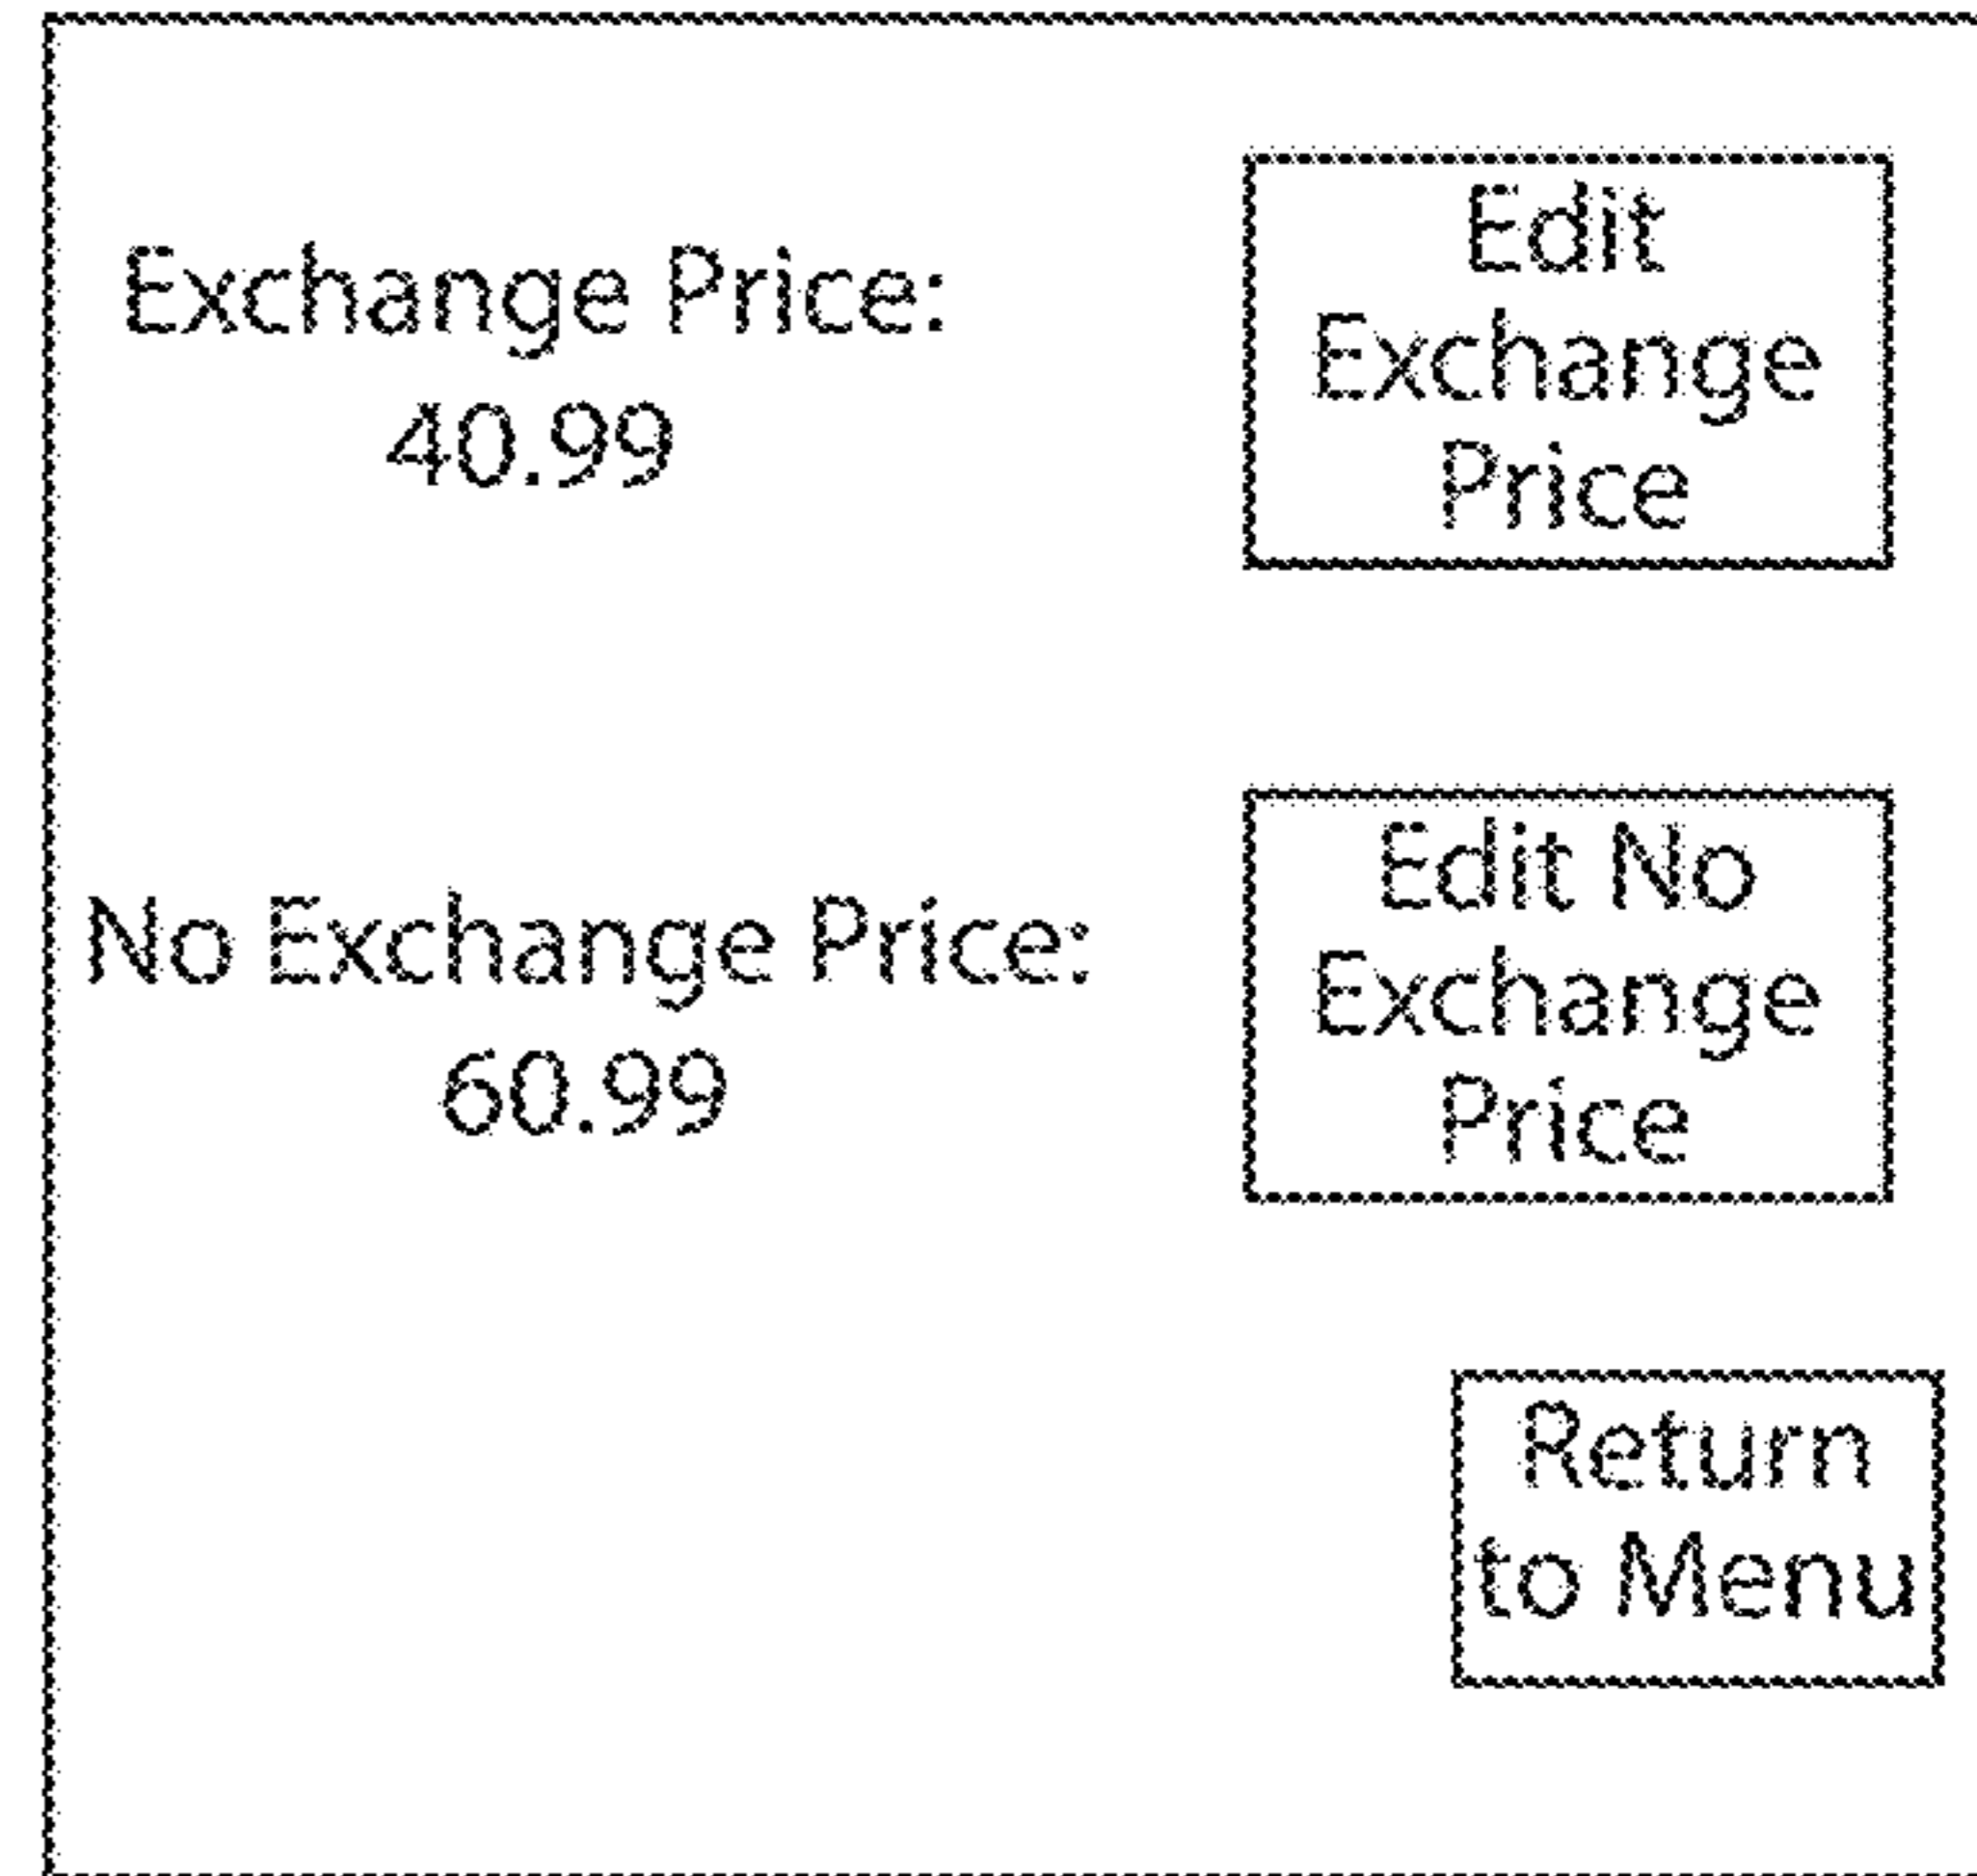 Exchange Price:
40.99
Edit
Exchange
Price
No Exchange Price:
60.99
Edit No
Exchange
Price
Return
to Menu